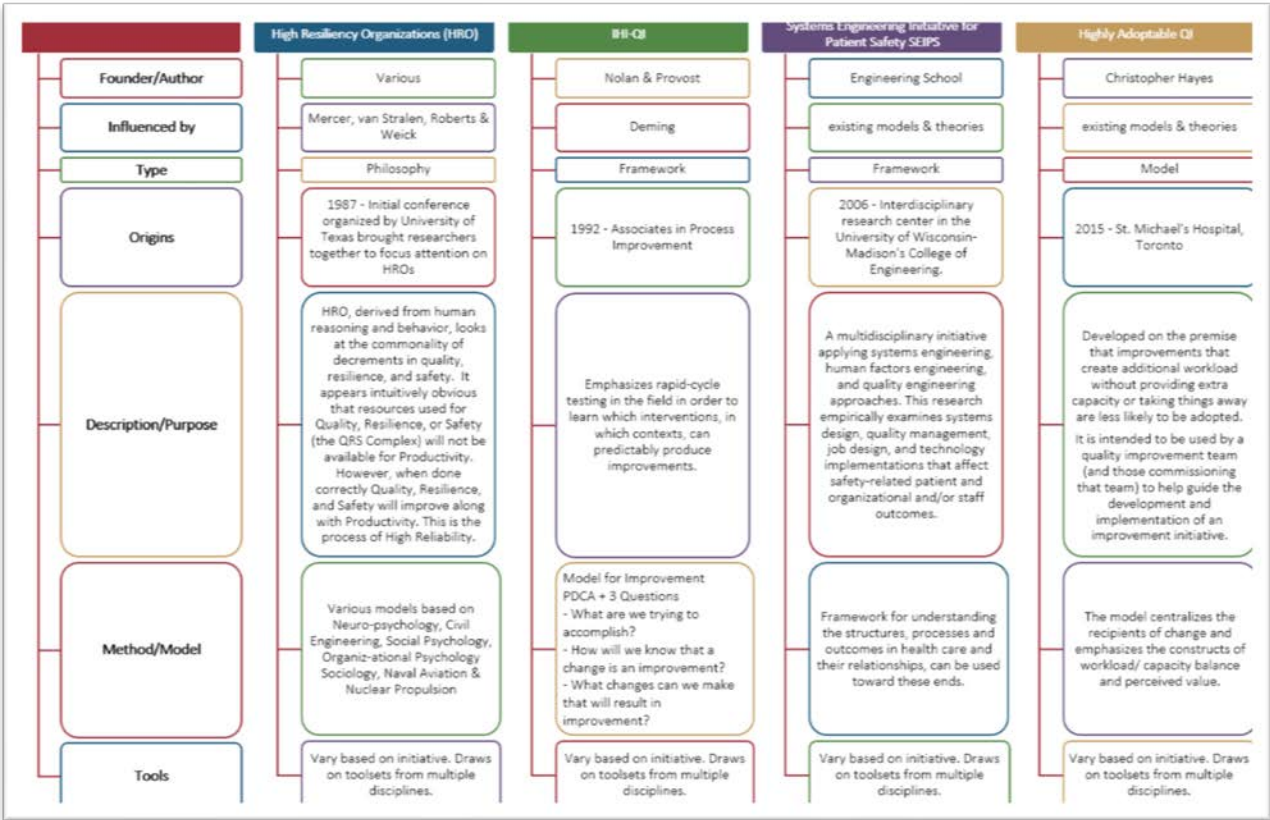 High Resiliency Organizations (HRO)
IHI-QI
Systems Engineering Initiative for
Patient Safety SEIPS
Highly Adoptable QI
Founder/Author
Various
Nolan & Provost
Engineering School
Christopher Hayes
Influenced by
Mercer, van Stralen, Roberts &
Weick
Deming
existing models & theories
existing models & theories
Type
Philosophy
Framework
Framework
Model
Origins
1987 - Initial conference
organized by University of
Texas brought researchers
together to focus attention on
HROs
1992 - Associates in Process
Improvement
2006 - Interdisciplinary
research center in the
University of Wisconsin-
Madison's College of
Engineering.
2015 - St. Michael's Hospital,
Toronto
Description/Purpose
HRO, derived from human
reasoning and behavior, looks
at the commonality of
decrements in quality,
resilience, and safety. It
appears intuitively obvious
that resources used for
Quality, Resilience, or Safety
(the QRS Complex) will not be
available for Productivity.
However, when done
correctly Quality, Resilience,
and Safety will improve along
with Productivity. This is the
process of High Reliability.
Emphasizes rapid-cycle
testing in the field in order to
learn which interventions, in
which contexts, can
predictably produce
improvements.
A multidisciplinary initiative
applying systems engineering,
human factors engineering,
and quality engineering
approaches. This research
empirically examines systems
design, quality management,
job design, and technology
implementations that affect
safety-related patient and
organizational and/or staff
outcomes.
Developed on the premise
that improvements that
create additional workload
without providing extra
capacity or taking things away
are less likely to be adopted.
It is intended to be used by a
quality improvement team
(and those commissioning
that team) to help guide the
development and
implementation of an
improvement initiative.
Method/Model
Various models based on
Neuro-psychology, Civil
Engineering, Social Psychology,
Organiz-ational Psychology
Sociology, Naval Aviation &
Nuclear Propulsion
Model for Improvement
PDCA + 3 Questions
- What are we trying to
accomplish?
- How will we know that a
change is an improvement?
- What changes can we make
that will result in
improvement?
Framework for understanding
the structures, processes and
outcomes in health care and
their relationships, can be used
toward these ends.
The model centralizes the
recipients of change and
emphasizes the constructs of
workload/ capacity balance
and perceived value.
Tools
Vary based on initiative. Draws
on toolsets from multiple
disciplines.
Vary based on initiative. Draws
on toolsets from multiple
disciplines.
Vary based on initiative. Draws
on toolsets from multiple
disciplines.
Vary based on initiative. Draws
on toolsets from multiple
disciplines.